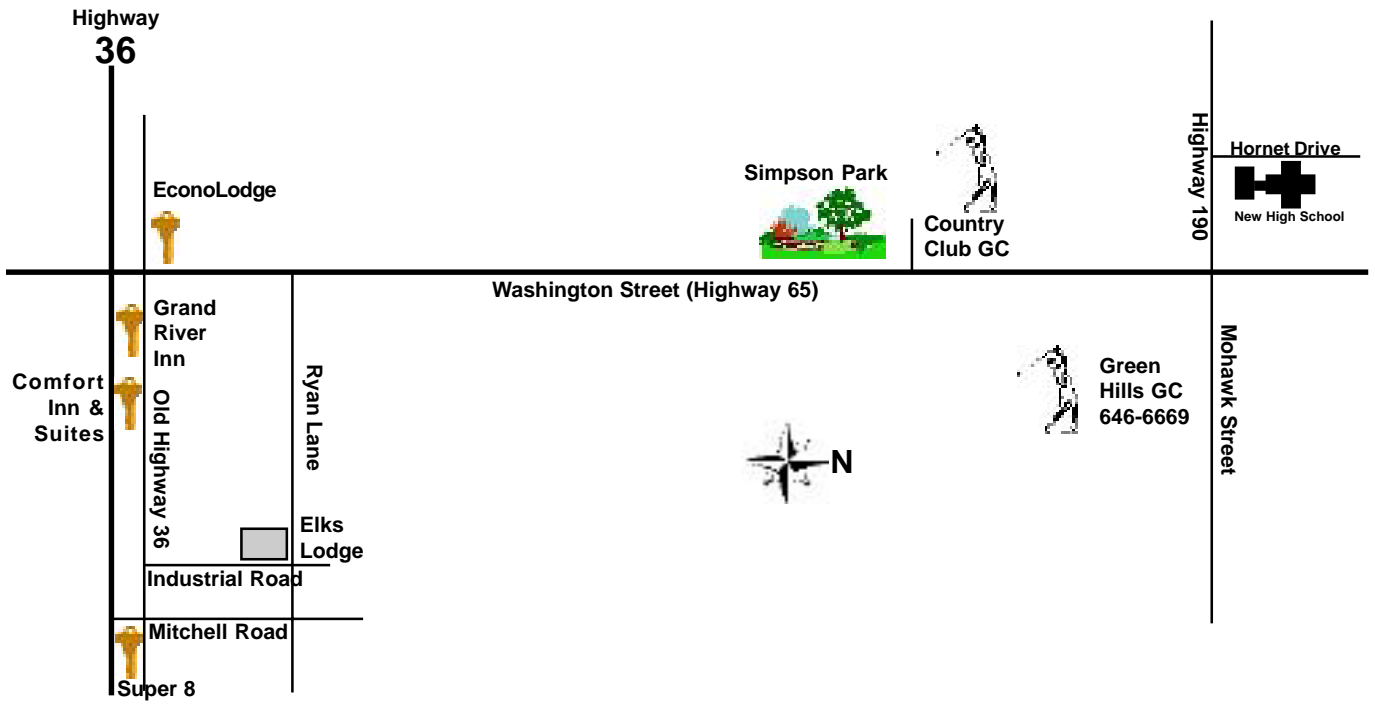 Highway
36
EconoLodge
Simpson Park
Country
Club GC
Highway 190
Hornet Drive
New High School
Washington Street (Highway 65)
Grand
River
Inn
Comfort
Inn &
Suites
Old Highway 36
Ryan Lane
Green
Hills GC
646-6669
Mohawk Street
N
Elks
Lodge
Industrial Road
Mitchell Road
Super 8